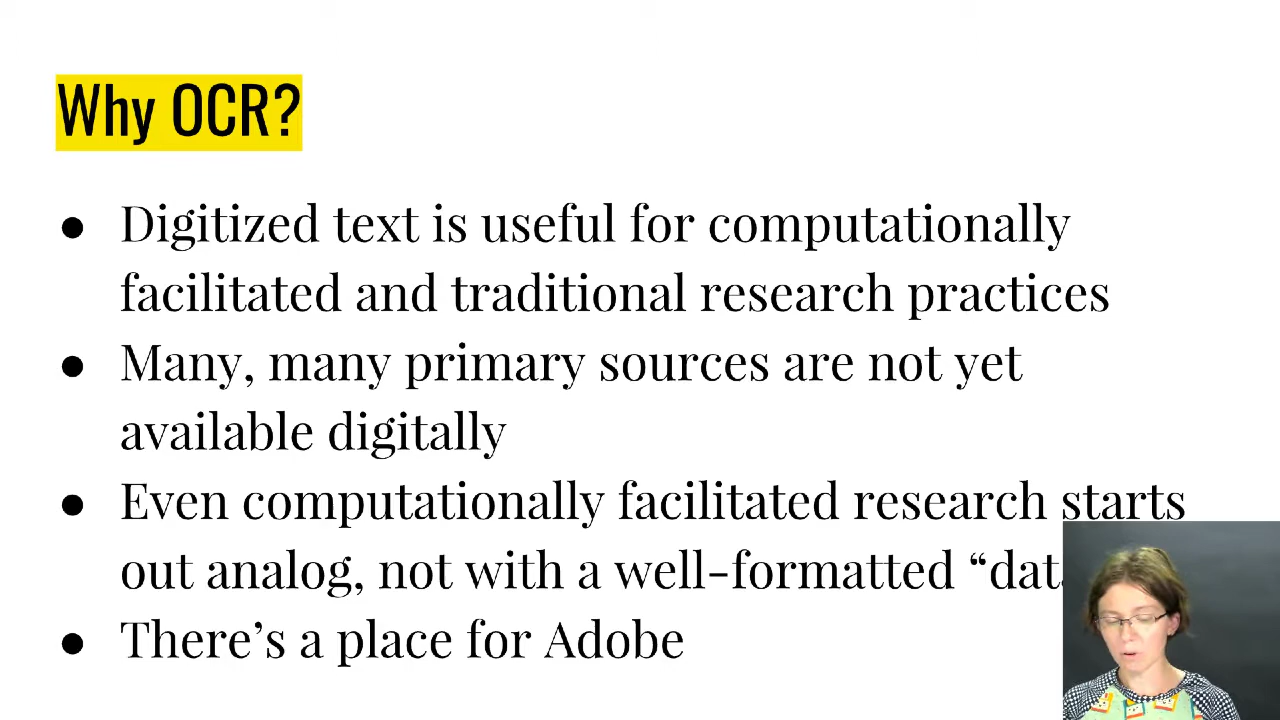 Why OCR?
● Digitized text is useful for computationally
facilitated and traditional research practices
● Many, many primary sources are not yet
available digitally
● Even computationally facilitated research starts
out analog, not with a well-formatted
● There’s a place for Adobe